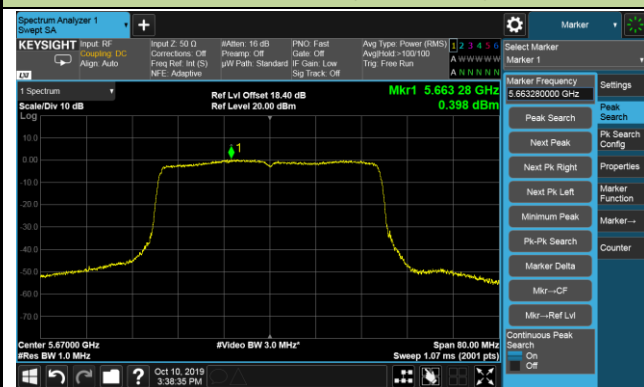 Spectrum Analyzer 1
Swept SA
Marker
KEYSIGHT
Input: RF
Coupling: DC
Align: Auto
Input Z: 50 Ω
Corrections: Off
Freq Ref: Int (S)
NFE: Adaptive
#Atten: 16 dB
Preamp: Off
µW Path: Standard
PNO: Fast
Gate: Off
IF Gain: Low
Sig Track: Off
Avg Type: Power (RMS)
Avg|Hold:>100/100
Trig: Free Run
1 2 3 4 5 6
A W W W W W
A N N N N N
LXI
Select Marker
Marker 1
1 Spectrum
Scale/Div 10 dB
Log
Ref Lvl Offset 18.40 dB
Ref Level 20.00 dBm
Mkr1 5.663 28 GHz
0.398 dBm
1
10.0
0.00
-10.0
-20.0
-30.0
-40.0
-50.0
-60.0
-70.0
Center 5.67000 GHz
#Res BW 1.0 MHz
#Video BW 3.0 MHz*
Span 80.00 MHz
Sweep 1.07 ms (2001 pts)
Marker Frequency
5.663280000 GHz
Peak Search
Next Peak
Next Pk Right
Next Pk Left
Minimum Peak
Pk-Pk Search
Marker Delta
Mkr→CF
Mkr→Ref Lvl
Continuous Peak
Search
On
Off
Settings
Peak
Search
Pk Search
Config
Properties
Marker
Function
Marker→
Counter
?
Oct 10, 2019
3:38:35 PM